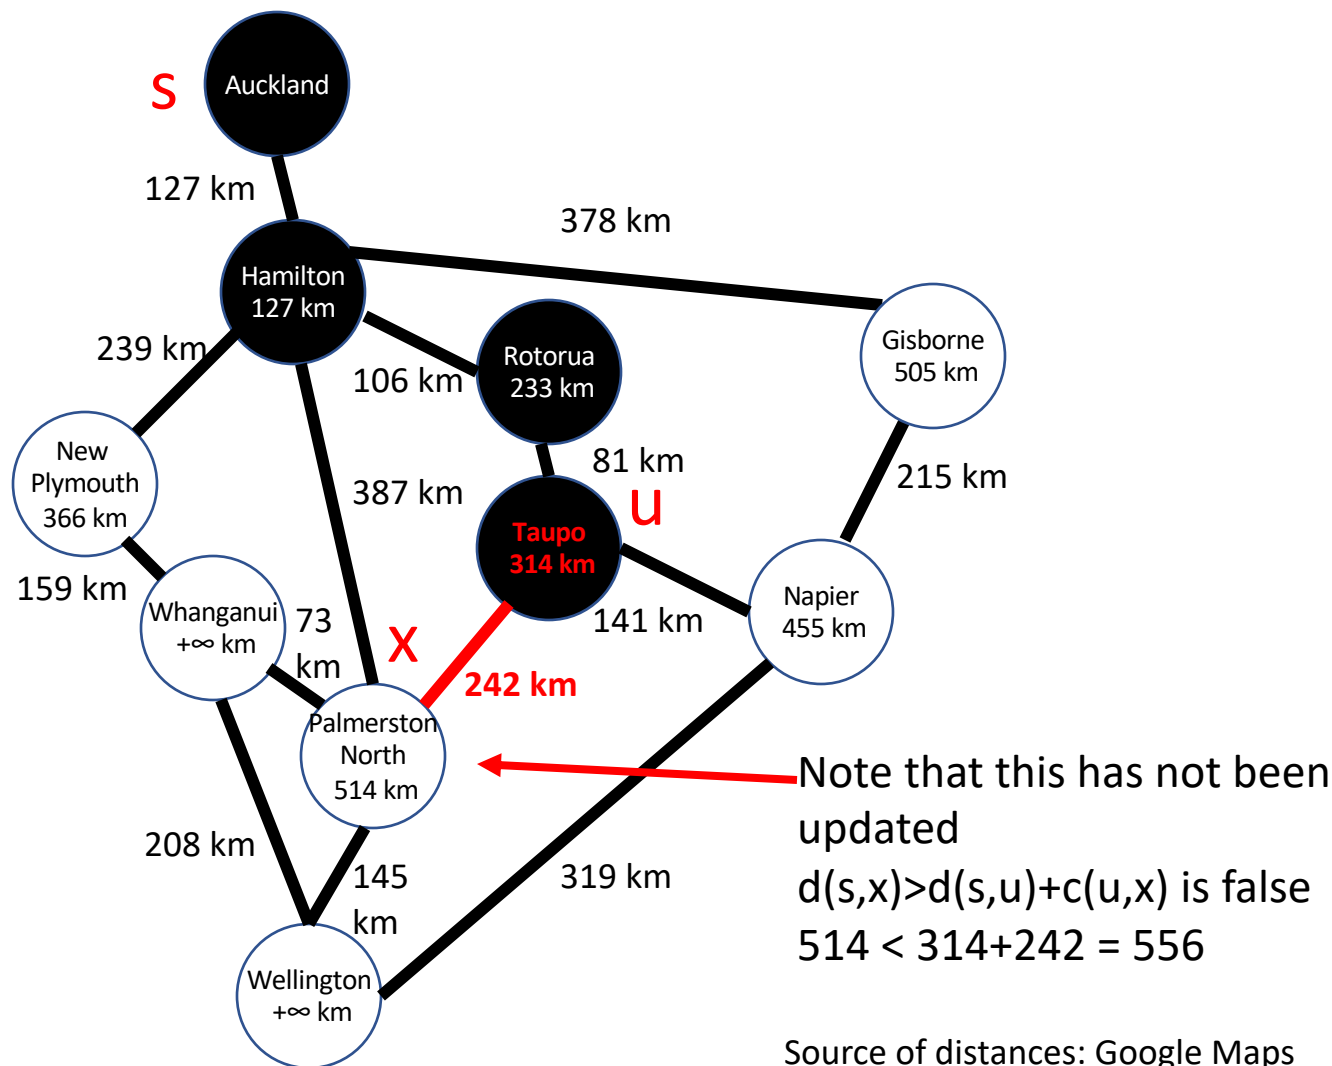 Auckland
s
127 km
378 km
Hamilton
127 km
Gisborne
505 km
239 km
Rotorua
233 km
106 km
New
Plymouth
366 km
81 km
215 km
387 km
u
Taupo
314 km
159 km
Whanganui
+∞ km
73
km
x
141 km
Napier
455 km
242 km
Palmerston
North
514 km
Note that this has not been
updated
d(s,x)>d(s,u)+c(u,x) is false
514 < 314+242 = 556
208 km
145
km
319 km
Wellington
+∞ km
Source of distances: Google Maps